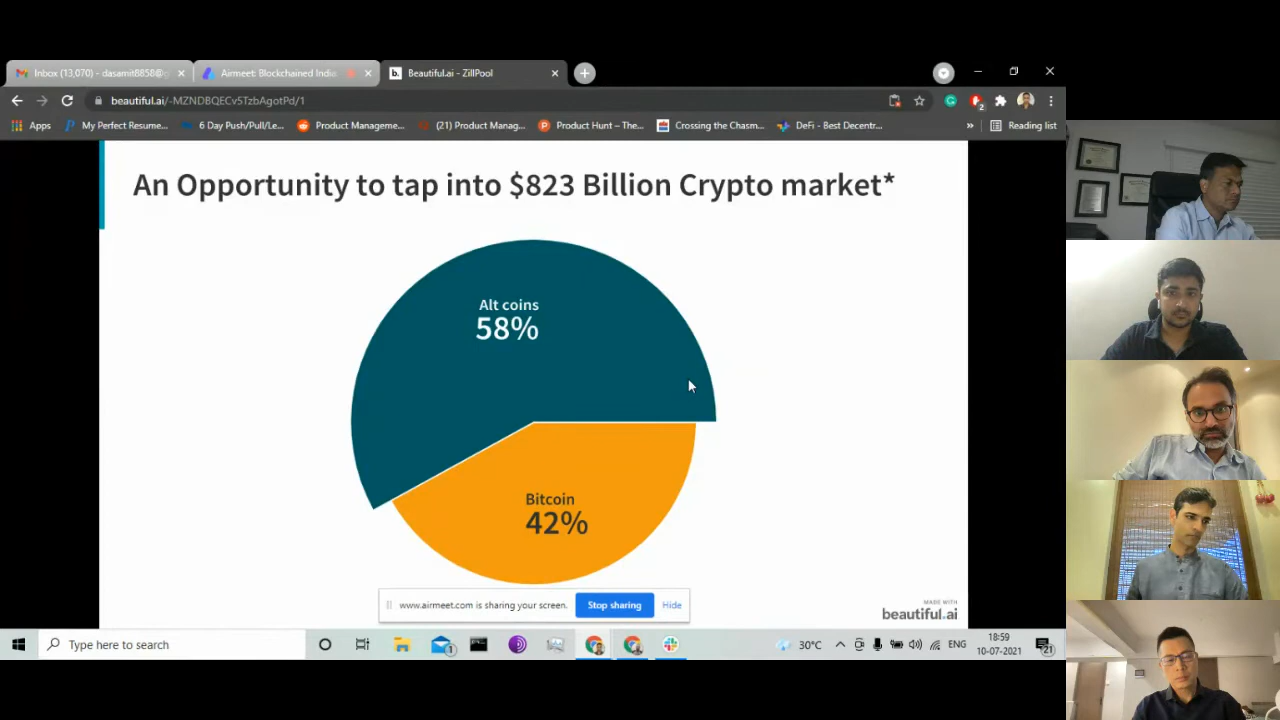 Inbox (13,070) - dasamit8858@g
Airmeet: Blockchained India
b. Beautiful.ai - ZillPool
beautiful.ai/-MZNDBQECv5TzbAgotPd/1
2
Apps
My Perfect Resume...
6 Day Push/Pull/Le...
Product Manageme...
(21) Product Manag...
Product Hunt – The...
Crossing the Chasm...
DeFi - Best Decentr...
»
Reading list
An Opportunity to tap into $823 Billion Crypto market*
Alt coins
58%
Bitcoin
42%
www.airmeet.com is sharing your screen.
Stop sharing
Hide
MADE WITH
beautiful.ai
Type here to search
1
30°C
ENG
18:59
10-07-2021
21